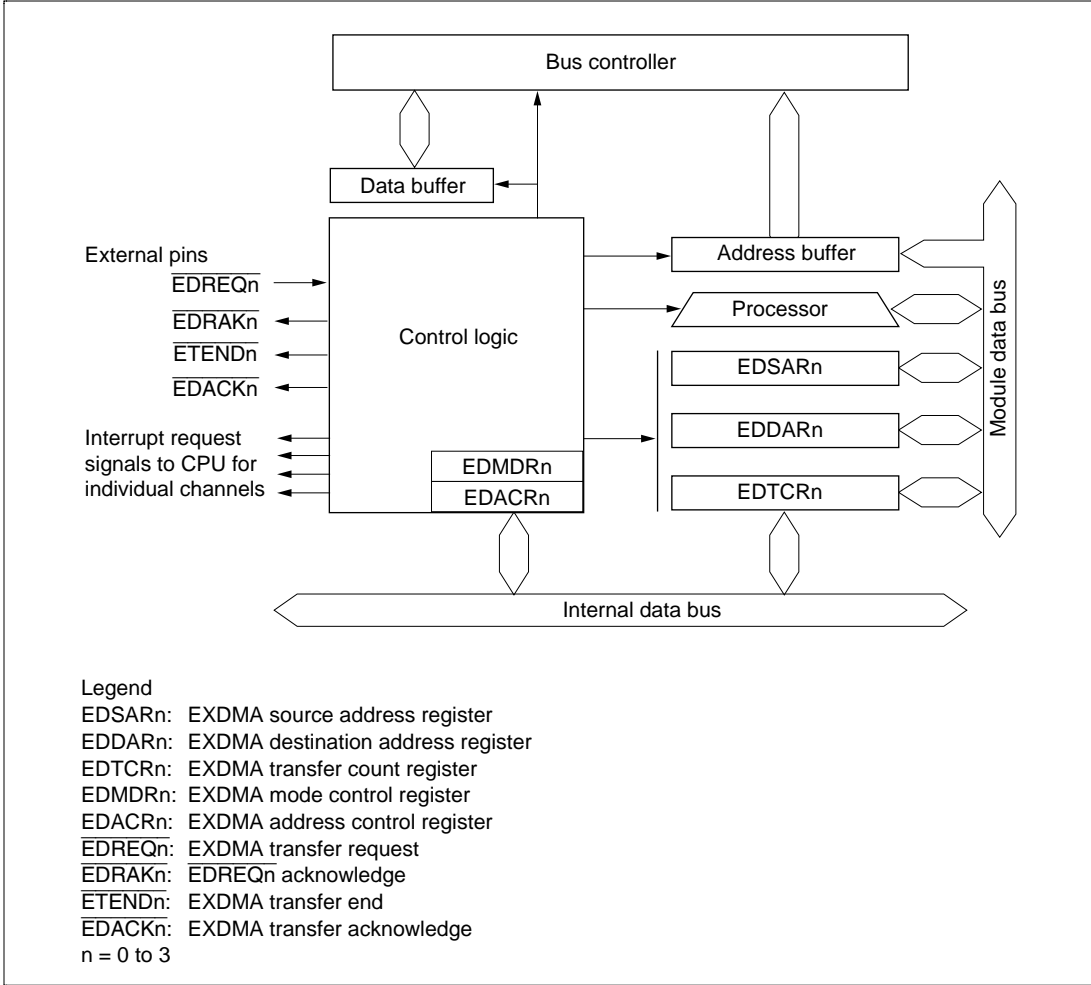 Bus controller
Data buffer
External pins
EDREQn
EDRAKn
ETENDn
EDACKn
Interrupt request
signals to CPU for
individual channels
Control logic
EDMDRn
EDACRn
Address buffer
Processor
EDSARn
EDDARn
EDTCRn
Module data bus
Internal data bus
Legend
EDSARn: EXDMA source address register
EDDARn: EXDMA destination address register
EDTCRn: EXDMA transfer count register
EDMDRn: EXDMA mode control register
EDACRn: EXDMA address control register
EDREQn: EXDMA transfer request
EDRAKn: EDREQn acknowledge
ETENDn: EXDMA transfer end
EDACKn: EXDMA transfer acknowledge
n = 0 to 3